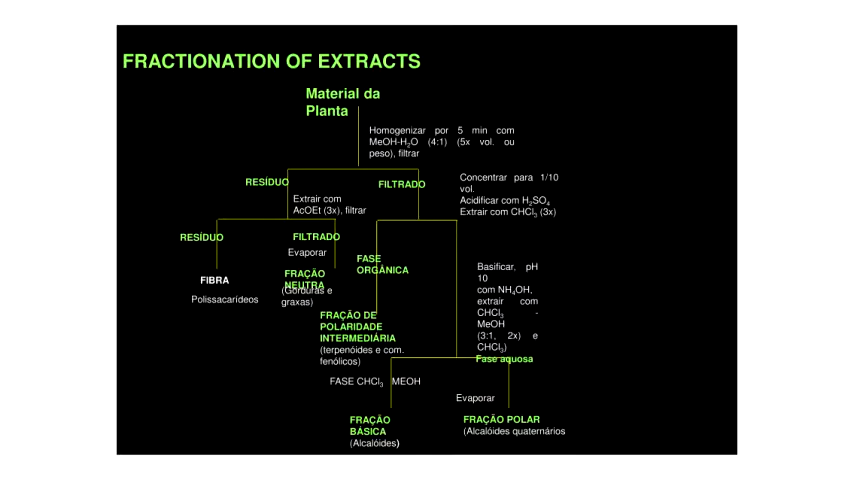 FRACTIONATION OF EXTRACTS
Material da
Planta
Homogenizar por 5 min com
MeOH-H₂O (4:1) (5x vol. ou
peso), filtrar
RESÍDUO
FILTRADO
Concentrar para 1/10
vol.
Acidificar com H₂SO₄
Extrair com CHCl₃ (3x)
Extrair com
AcOEt (3x), filtrar
RESÍDUO
FILTRADO
Evaporar
FASE
ORGÂNICA
FIBRA
Polissacarídeos
FRAÇÃO
NEUTRA
(Gorduras e
graxas)
Basificar, pH
10
com NH₄OH,
extrair com
CHCl₃ -
MeOH
(3:1, 2x) e
CHCl₃)
Fase aquosa
FRAÇÃO DE
POLARIDADE
INTERMEDIÁRIA
(terpenóides e com.
fenólicos)
FASE CHCl₃ MEOH
Evaporar
FRAÇÃO
BÁSICA
(Alcalóides)
FRAÇÃO POLAR
(Alcalóides quaternários